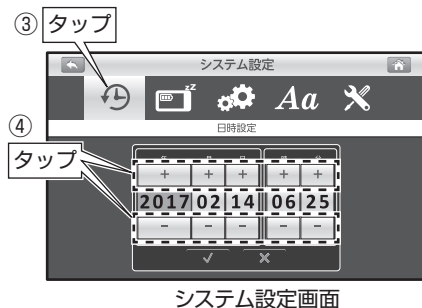 ③ タップ
システム設定
Aa
④
日時設定
タップ
+ + + + +
2017 02 14 06 25
− − − − −
システム設定画面